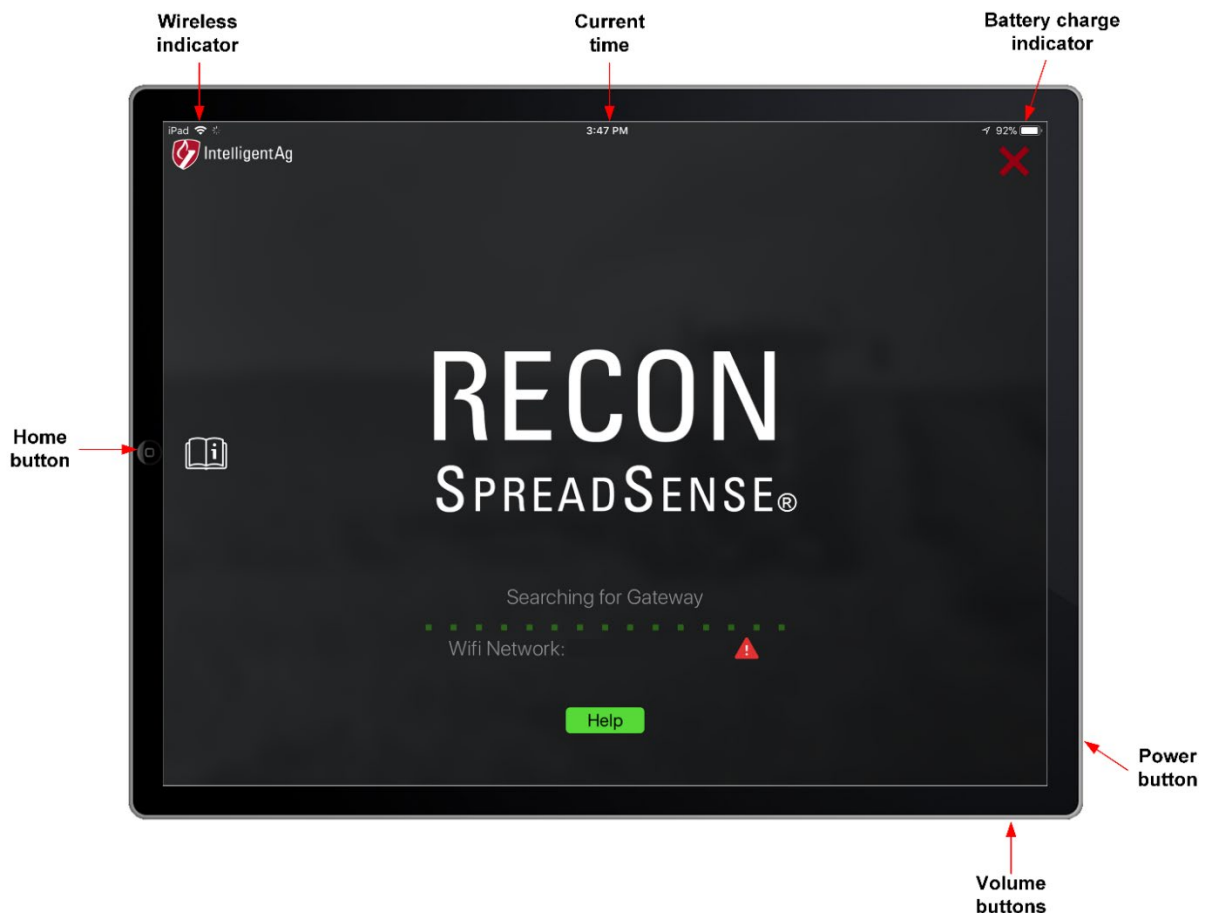 Wireless
indicator
Current
time
Battery charge
indicator
iPad
3:47 PM
92%
IntelligentAg
RECON
SPREADSENSE®
Home
button
i
Searching for Gateway
Wifi Network:
!
Help
Power
button
Volume
buttons